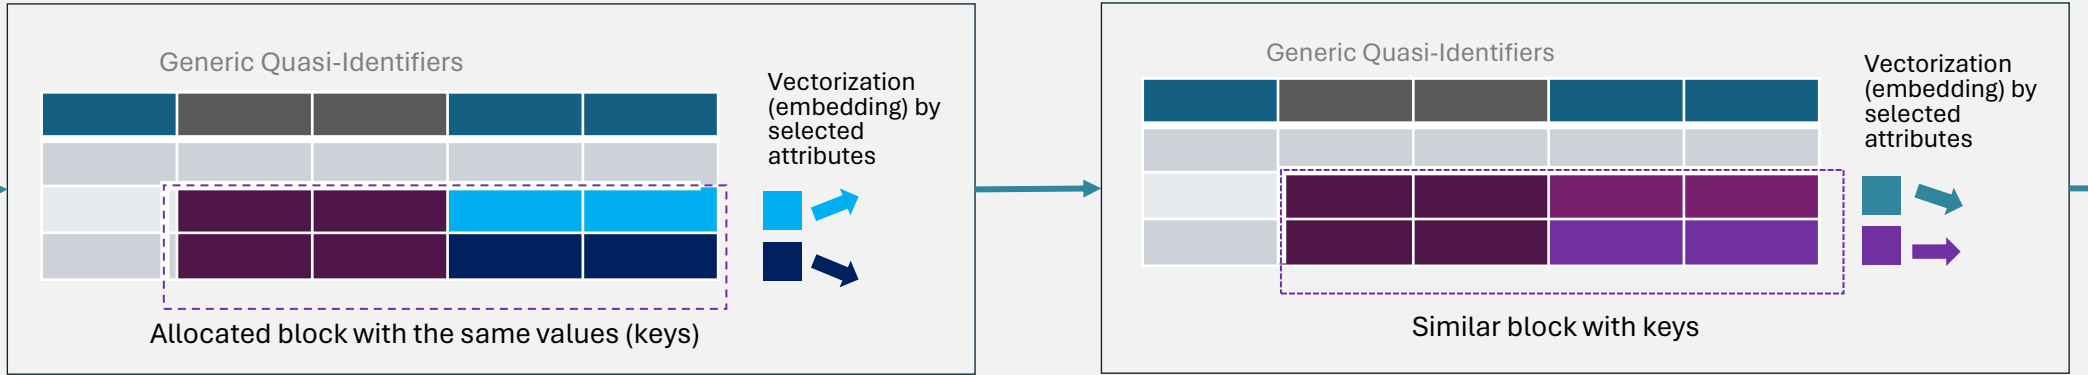 Generic Quasi-Identifiers
Vectorization
(embedding) by
selected
attributes
Allocated block with the same values (keys)
Generic Quasi-Identifiers
Vectorization
(embedding) by
selected
attributes
Similar block with keys